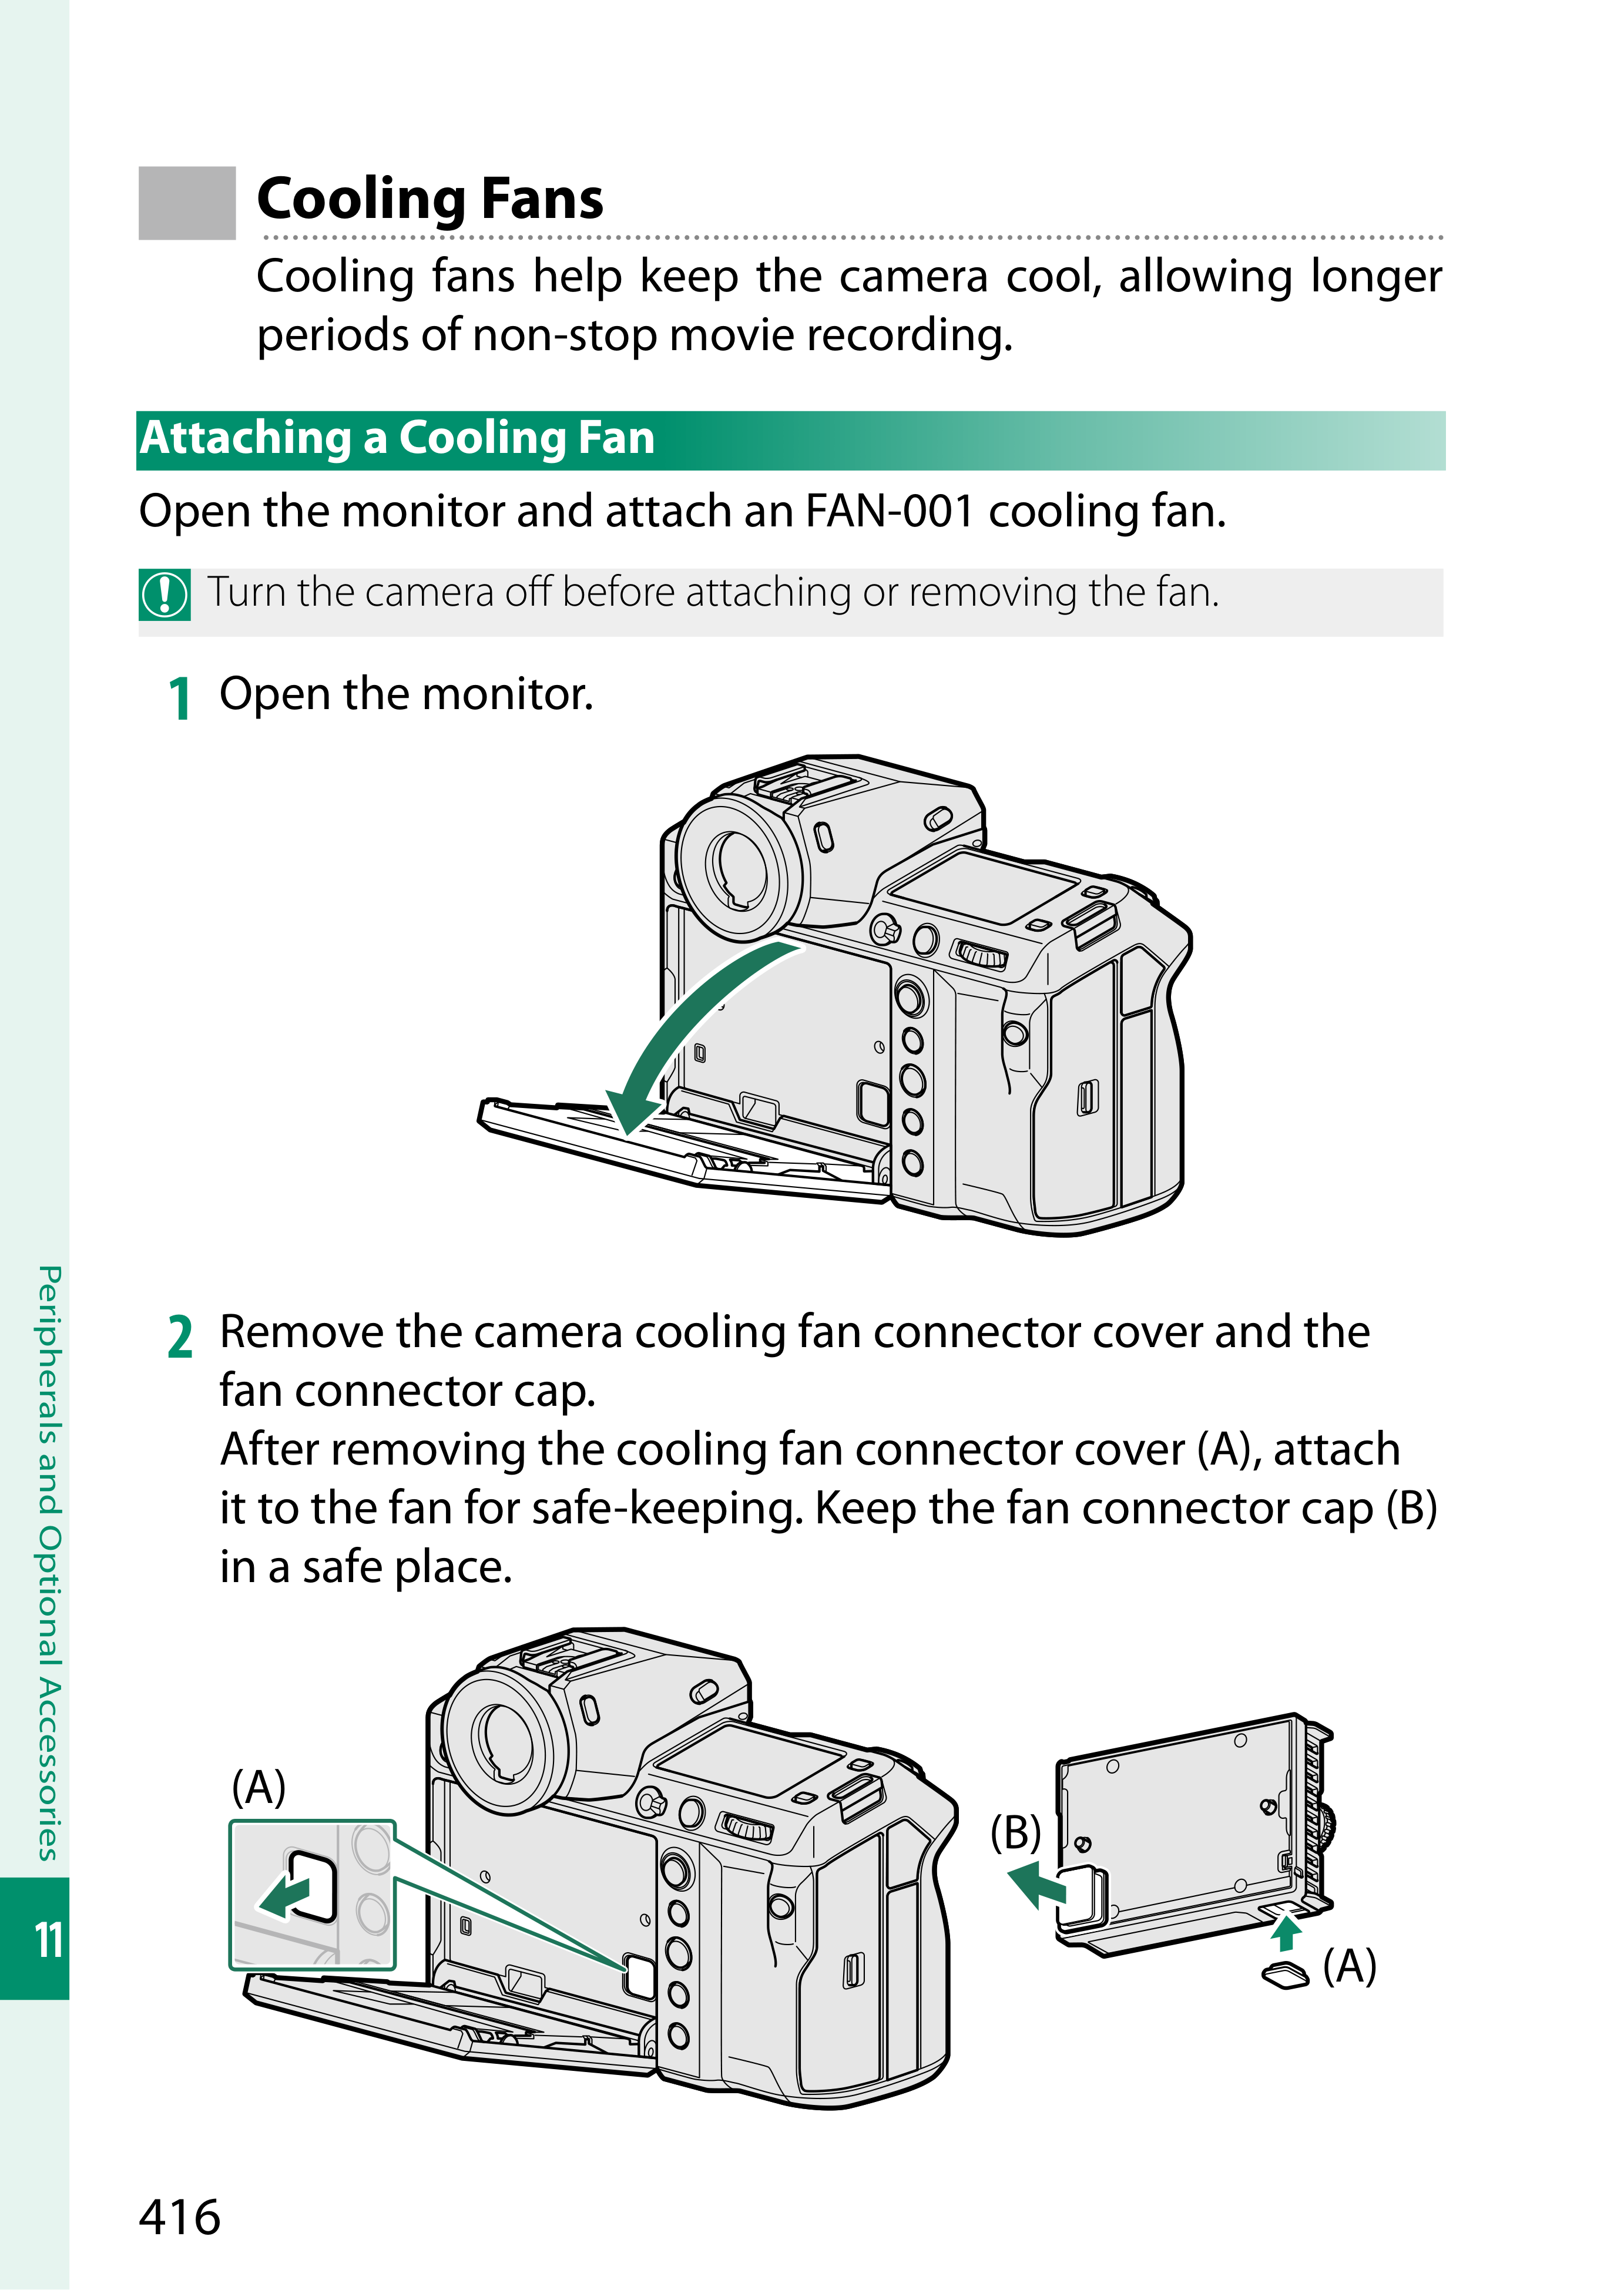 Cooling Fans
Cooling fans help keep the camera cool, allowing longer
periods of non-stop movie recording.
Attaching a Cooling Fan
Open the monitor and attach an FAN-001 cooling fan.
Turn the camera off before attaching or removing the fan.
1 Open the monitor.
2 Remove the camera cooling fan connector cover and the
fan connector cap.
After removing the cooling fan connector cover (A), attach
it to the fan for safe-keeping. Keep the fan connector cap (B)
in a safe place.
(A)
(B)
(A)
Peripherals and Optional Accessories
11
416